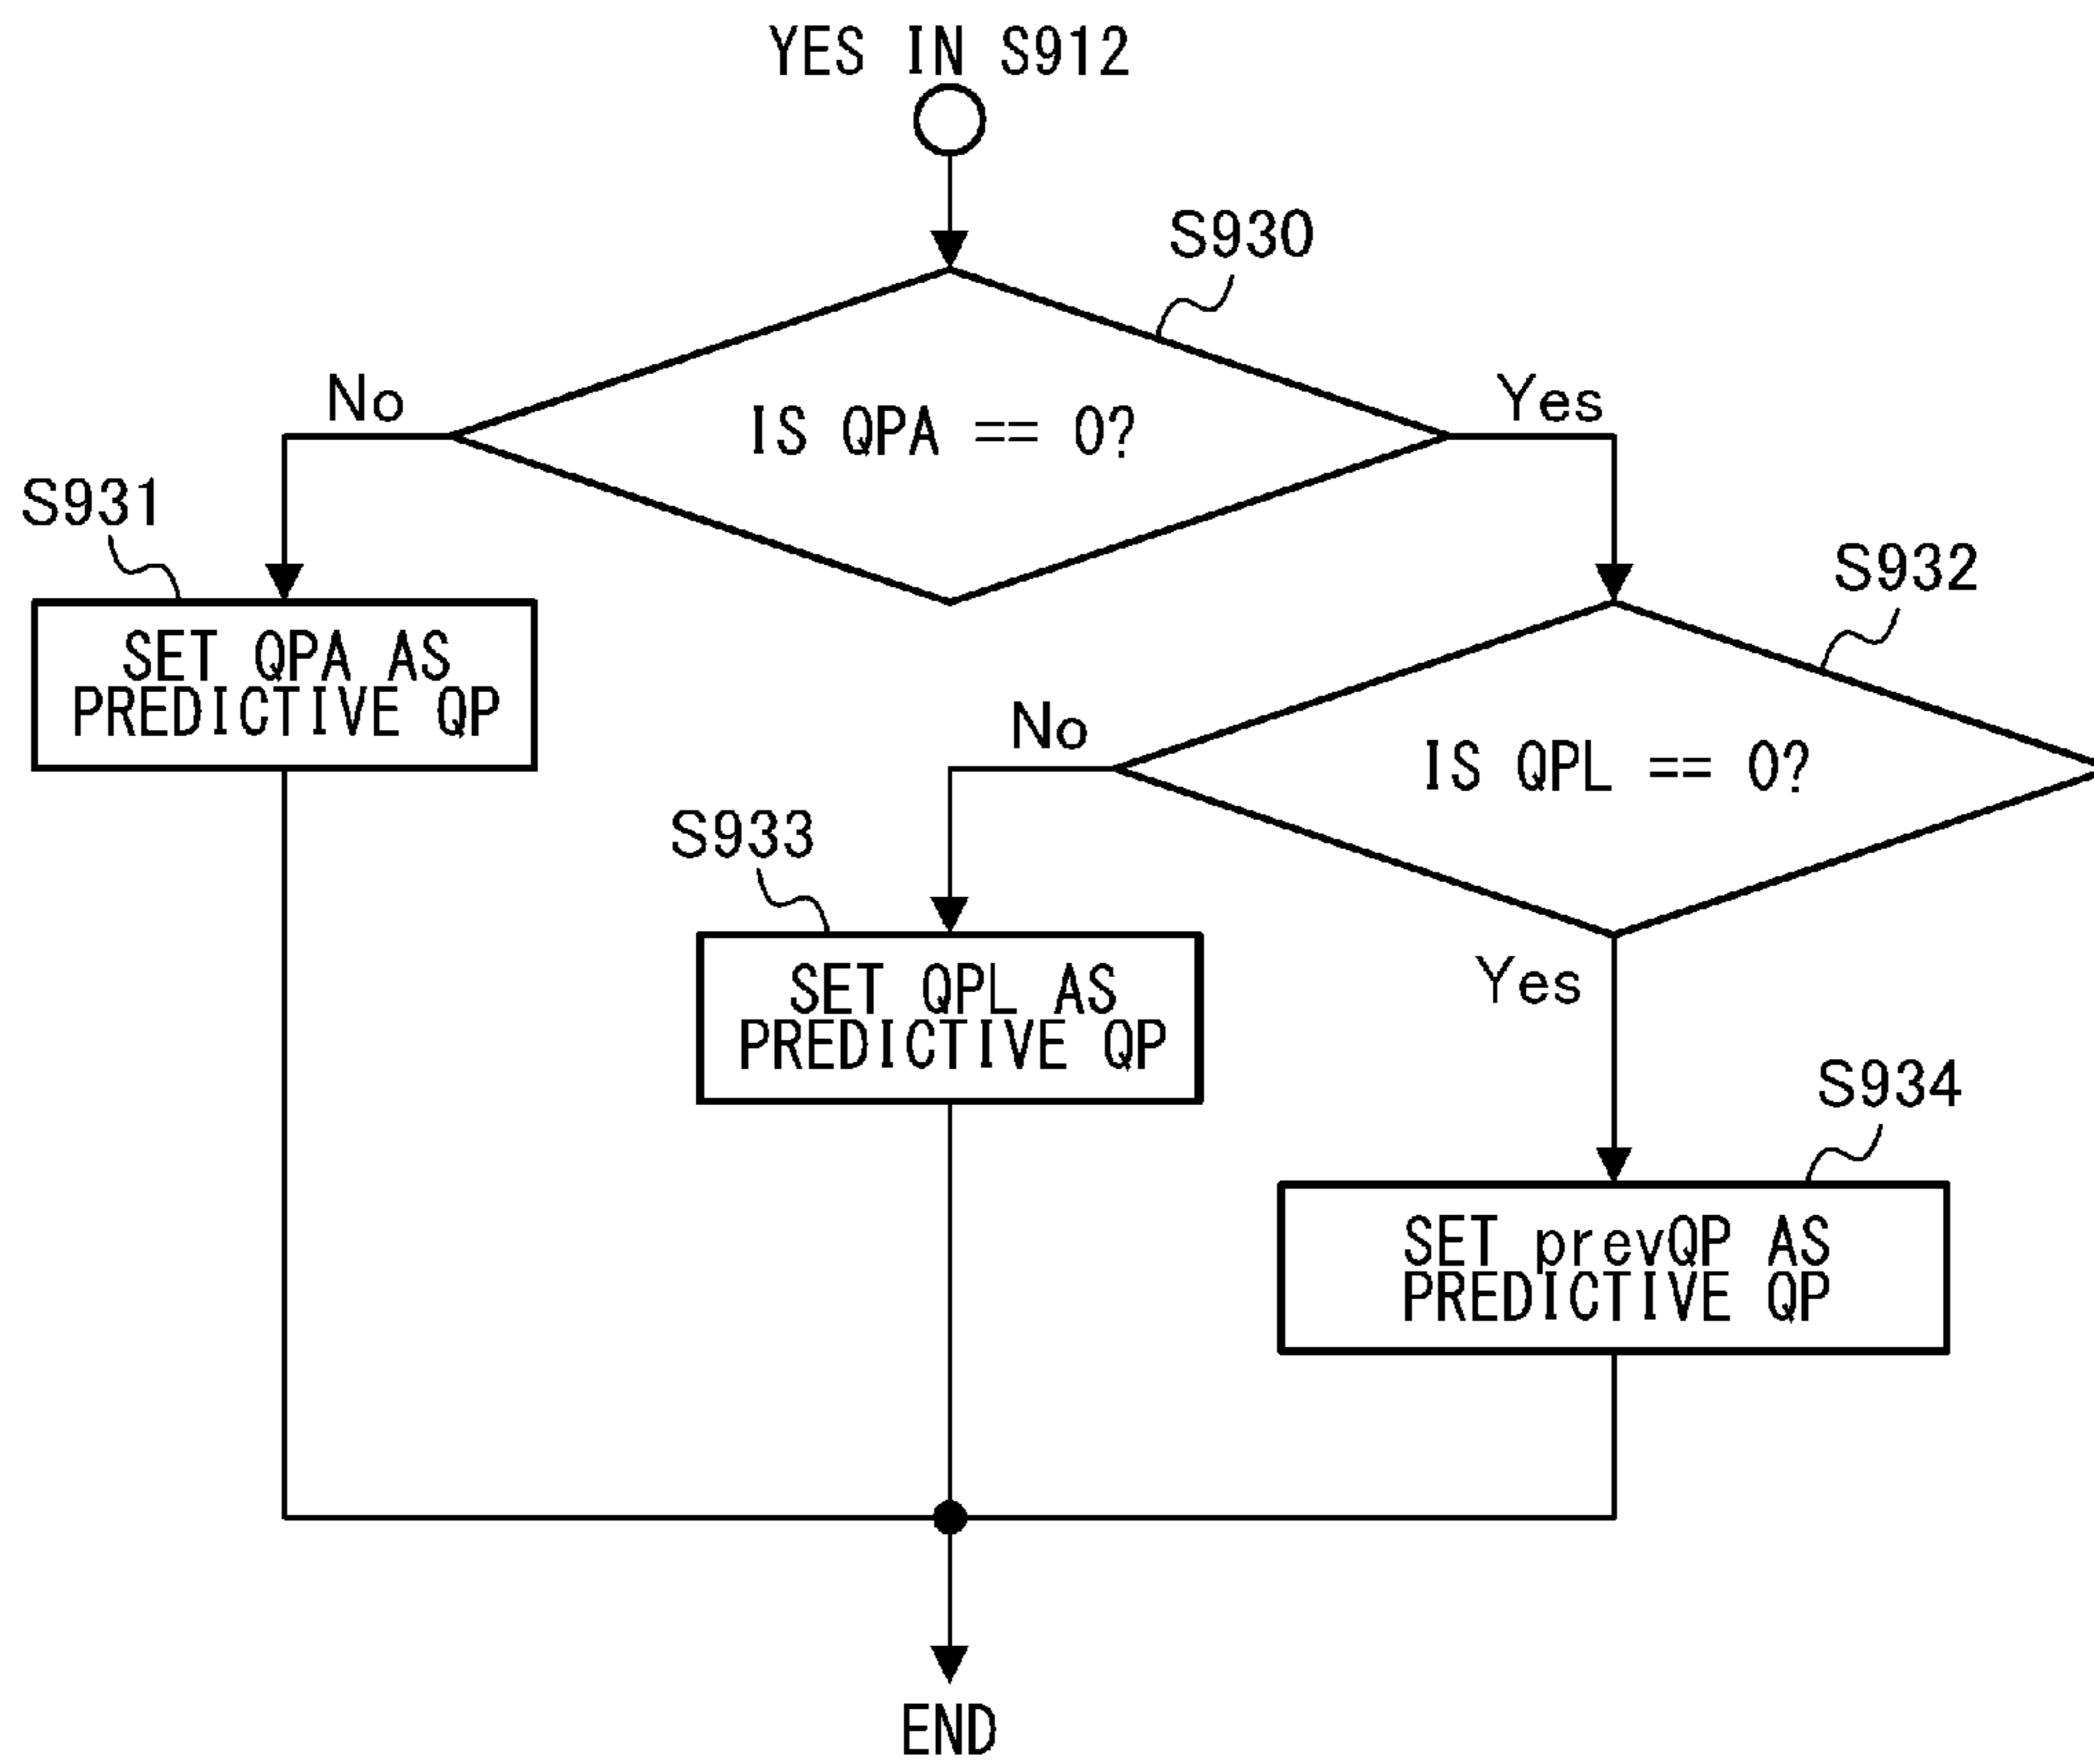 YES IN S912
S930
No
IS QPA == 0?
Yes
S931
SET QPA AS
PREDICTIVE QP
S932
No
IS QPL == 0?
S933
SET QPL AS
PREDICTIVE QP
Yes
S934
SET prevQP AS
PREDICTIVE QP
END